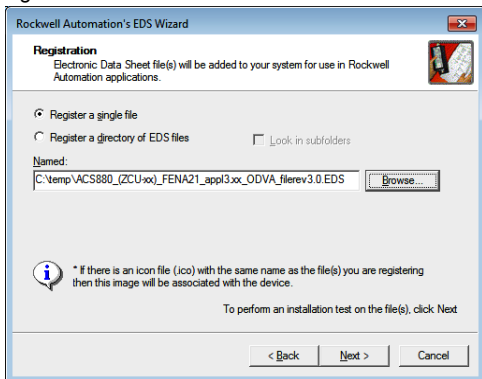 Rockwell Automation's EDS Wizard
Registration
Electronic Data Sheet file(s) will be added to your system for use in Rockwell
Automation applications.
Register a single file
Register a directory of EDS files
Look in subfolders
Named:
C:\temp\ACS880_(ZCU-xx)_FENA21_appl3.xx_ODVA_filerev3.0.EDS
Browse...
* If there is an icon file (.ico) with the same name as the file(s) you are registering
then this image will be associated with the device.
To perform an installation test on the file(s), click Next
< Back
Next >
Cancel